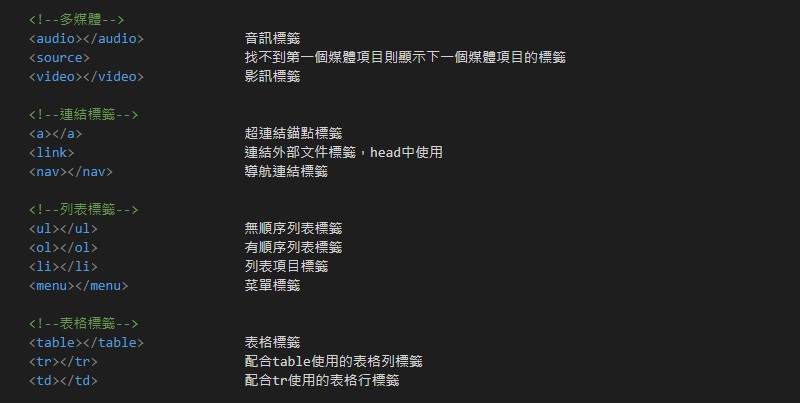 <!--多媒體-->
<audio></audio> 音訊標籤
<source> 找不到第一個媒體項目則顯示下一個媒體項目的標籤
<video></video> 影訊標籤
<!--連結標籤-->
<a></a> 超連結錨點標籤
<link> 連結外部文件標籤，head中使用
<nav></nav> 導航連結標籤
<!--列表標籤-->
<ul></ul> 無順序列表標籤
<ol></ol> 有順序列表標籤
<li></li> 列表項目標籤
<menu></menu> 菜單標籤
<!--表格標籤-->
<table></table> 表格標籤
<tr></tr> 配合table使用的表格列標籤
<td></td> 配合tr使用的表格行標籤